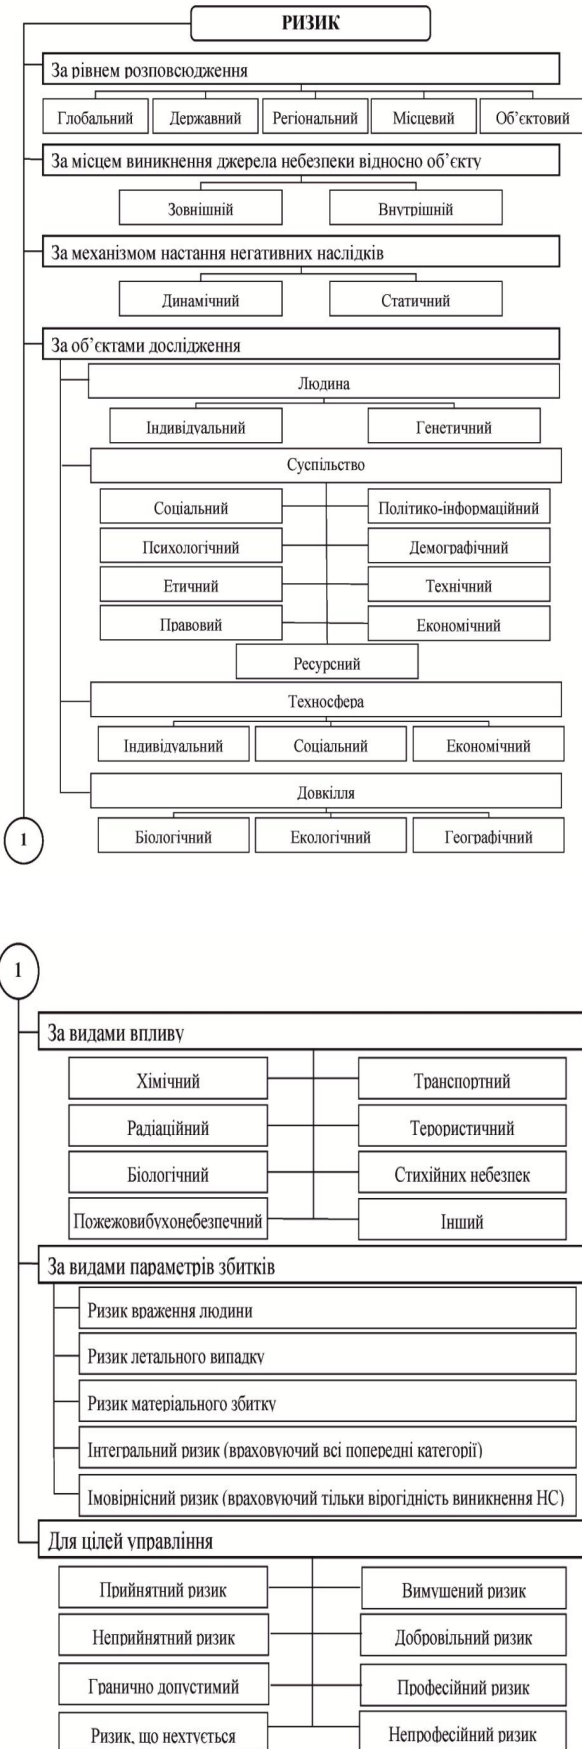 РИЗИК
За рівнем розповсюдження
Глобальний
Державний
Регіональний
Місцевий
Об’єктовий
За місцем виникнення джерела небезпеки відносно об’єкту
Зовнішній
Внутрішній
За механізмом настання негативних наслідків
Динамічний
Статичний
За об’єктами дослідження
Людина
Індивідуальний
Генетичний
Суспільство
Соціальний
Політико-інформаційний
Психологічний
Демографічний
Етичний
Технічний
Правовий
Економічний
Ресурсний
Техносфера
Індивідуальний
Соціальний
Економічний
Довкілля
Біологічний
Екологічний
Географічний
1
1
За видами впливу
Хімічний
Транспортний
Радіаційний
Терористичний
Біологічний
Стихійних небезпек
Пожежовибухонебезпечний
Інший
За видами параметрів збитків
Ризик враження людини
Ризик летального випадку
Ризик матеріального збитку
Інтегральний ризик (враховуючий всі попередні категорії)
Імовірнісний ризик (враховуючий тільки вірогідність виникнення НС)
Для цілей управління
Прийнятний ризик
Вимушений ризик
Неприйнятний ризик
Добровільний ризик
Гранично допустимий
Професійний ризик
Ризик, що нехтується
Непрофесійний ризик